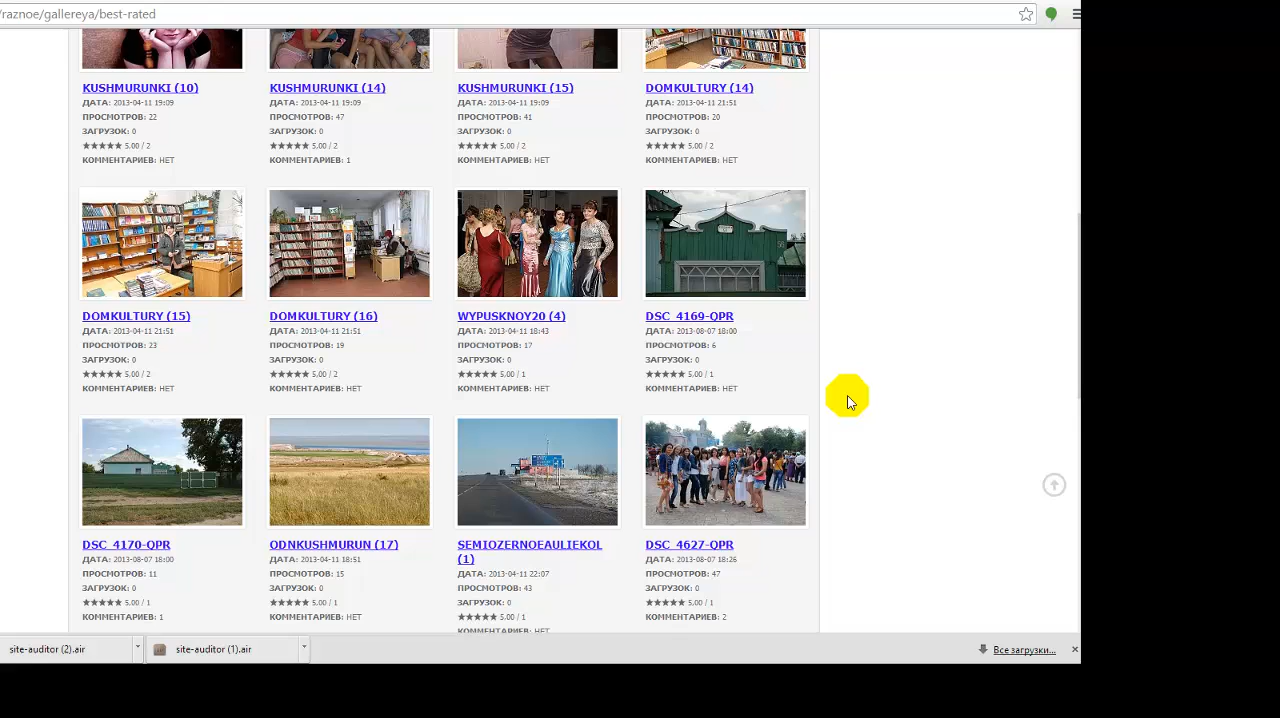 /raznoe/gallereya/best-rated
KUSHMURUNKI (10)
ДАТА: 2013-04-11 19:09
ПРОСМОТРОВ: 22
ЗАГРУЗОК: 0
★★★★★ 5,00 / 2
КОММЕНТАРИЕВ: НЕТ
KUSHMURUNKI (14)
ДАТА: 2013-04-11 19:09
ПРОСМОТРОВ: 47
ЗАГРУЗОК: 0
★★★★★ 5,00 / 2
КОММЕНТАРИЕВ: 1
KUSHMURUNKI (15)
ДАТА: 2013-04-11 19:09
ПРОСМОТРОВ: 41
ЗАГРУЗОК: 0
★★★★★ 5,00 / 2
КОММЕНТАРИЕВ: НЕТ
DOMKULTURY (14)
ДАТА: 2013-04-11 21:51
ПРОСМОТРОВ: 20
ЗАГРУЗОК: 0
★★★★★ 5,00 / 2
КОММЕНТАРИЕВ: НЕТ
DOMKULTURY (15)
ДАТА: 2013-04-11 21:51
ПРОСМОТРОВ: 23
ЗАГРУЗОК: 0
★★★★★ 5,00 / 2
КОММЕНТАРИЕВ: НЕТ
DOMKULTURY (16)
ДАТА: 2013-04-11 21:51
ПРОСМОТРОВ: 19
ЗАГРУЗОК: 0
★★★★★ 5,00 / 2
КОММЕНТАРИЕВ: НЕТ
WYPUSKNOY20 (4)
ДАТА: 2013-04-11 18:43
ПРОСМОТРОВ: 17
ЗАГРУЗОК: 0
★★★★★ 5,00 / 1
КОММЕНТАРИЕВ: НЕТ
DSC_4169-QPR
ДАТА: 2013-08-07 18:00
ПРОСМОТРОВ: 6
ЗАГРУЗОК: 0
★★★★★ 5,00 / 1
КОММЕНТАРИЕВ: НЕТ
DSC_4170-QPR
ДАТА: 2013-08-07 18:00
ПРОСМОТРОВ: 11
ЗАГРУЗОК: 0
★★★★★ 5,00 / 1
КОММЕНТАРИЕВ: 1
ODNKUSHMURUN (17)
ДАТА: 2013-04-11 18:51
ПРОСМОТРОВ: 15
ЗАГРУЗОК: 0
★★★★★ 5,00 / 1
КОММЕНТАРИЕВ: НЕТ
SEMIOZERNOEAULIEKOL
(1)
ДАТА: 2013-04-11 22:07
ПРОСМОТРОВ: 43
ЗАГРУЗОК: 0
★★★★★ 5,00 / 1
КОММЕНТАРИЕВ: НЕТ
DSC_4627-QPR
ДАТА: 2013-08-07 18:26
ПРОСМОТРОВ: 47
ЗАГРУЗОК: 0
★★★★★ 5,00 / 1
КОММЕНТАРИЕВ: 2
site-auditor (2).air
site-auditor (1).air
Все загрузки...